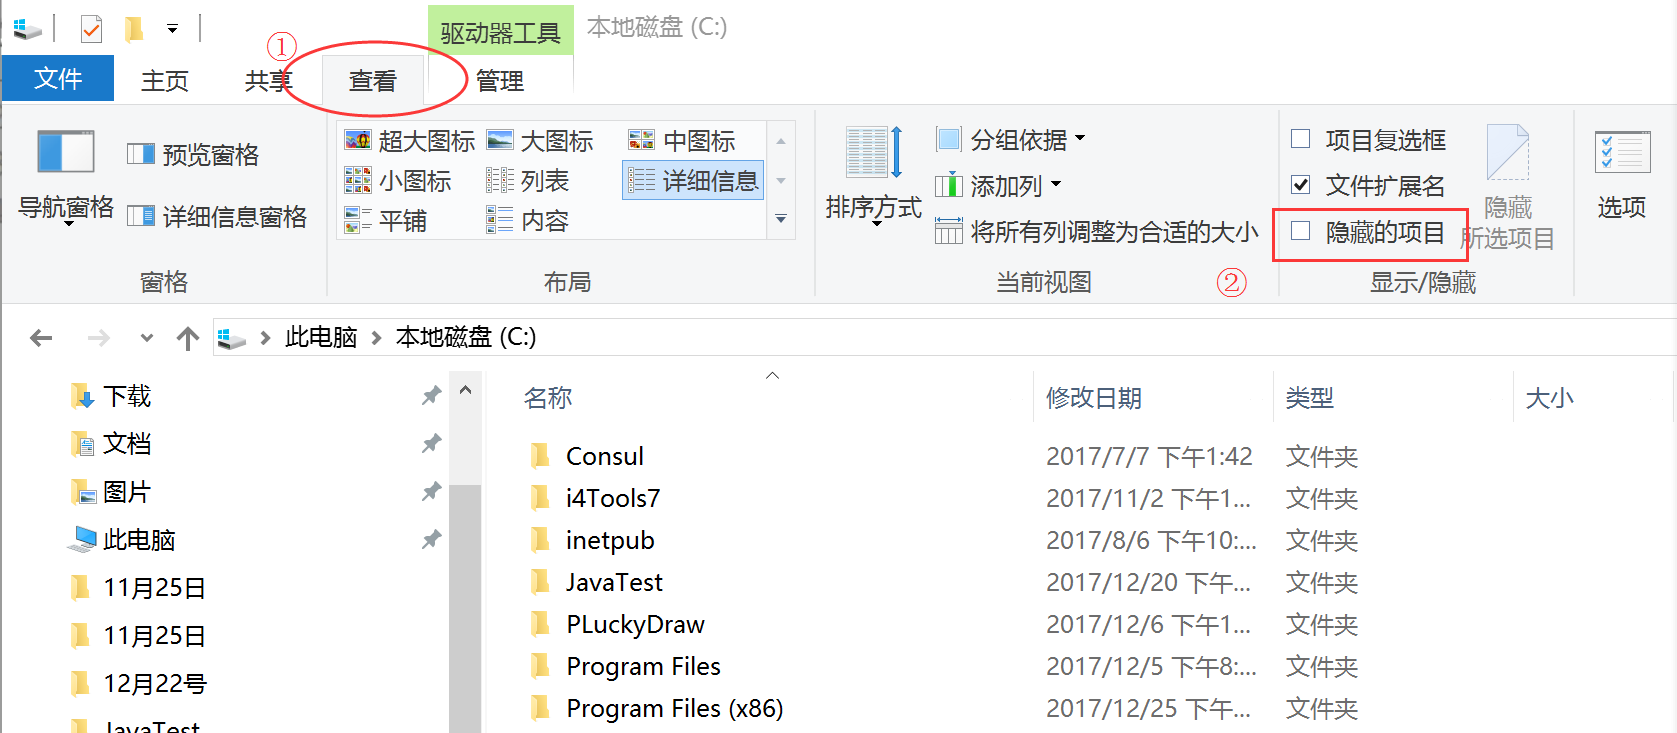 驱动器工具 本地磁盘 (C:)
①
文件 主页 共享 查看 管理
超大图标 大图标 中图标 分组依据 项目复选框
预览窗格
小图标 列表 详细信息 添加列 文件扩展名
导航窗格 排序方式 隐藏 选项
详细信息窗格
平铺 内容 将所有列调整为合适的大小 隐藏的项目 所选项目
窗格 布局 当前视图 ② 显示/隐藏
此电脑 本地磁盘 (C:)
名称 修改日期 类型 大小
下载
文档
图片
此电脑
11月25日
11月25日
12月22号
JavaTest
Consul 2017/7/7 下午1:42 文件夹
i4Tools7 2017/11/2 下午1... 文件夹
inetpub 2017/8/6 下午10:... 文件夹
JavaTest 2017/12/20 下午... 文件夹
PLuckyDraw 2017/12/6 下午1... 文件夹
Program Files 2017/12/5 下午8:... 文件夹
Program Files (x86) 2017/12/25 下午... 文件夹